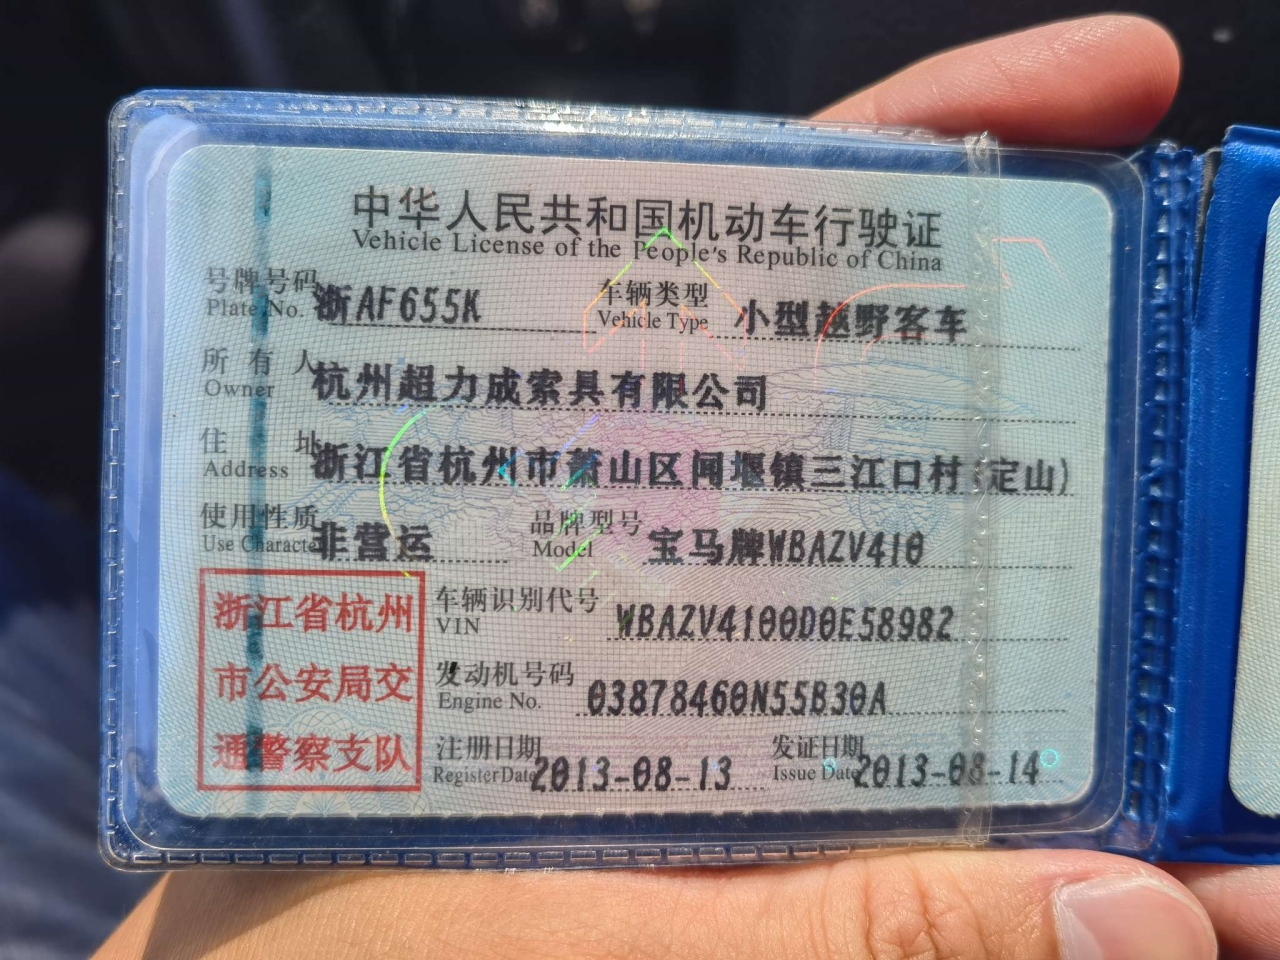 中华人民共和国机动车行驶证
Vehicle License of the People's Republic of China
号牌号码 浙AF655K 车辆类型 小型越野客车
Plate No. Vehicle Type
所有人 杭州超力成索具有限公司
Owner
住址 浙江省杭州市萧山区闻堰镇三江口村(定山)
Address
使用性质 非营运 品牌型号 宝马牌WBAZV410
Use Character Model
浙江省杭州
市公安局交
通警察支队
车辆识别代号 WBAZV4100D0E58982
VIN
发动机号码 03878460N55B30A
Engine No.
注册日期 2013-08-13 发证日期 2013-08-14
Register Date Issue Date